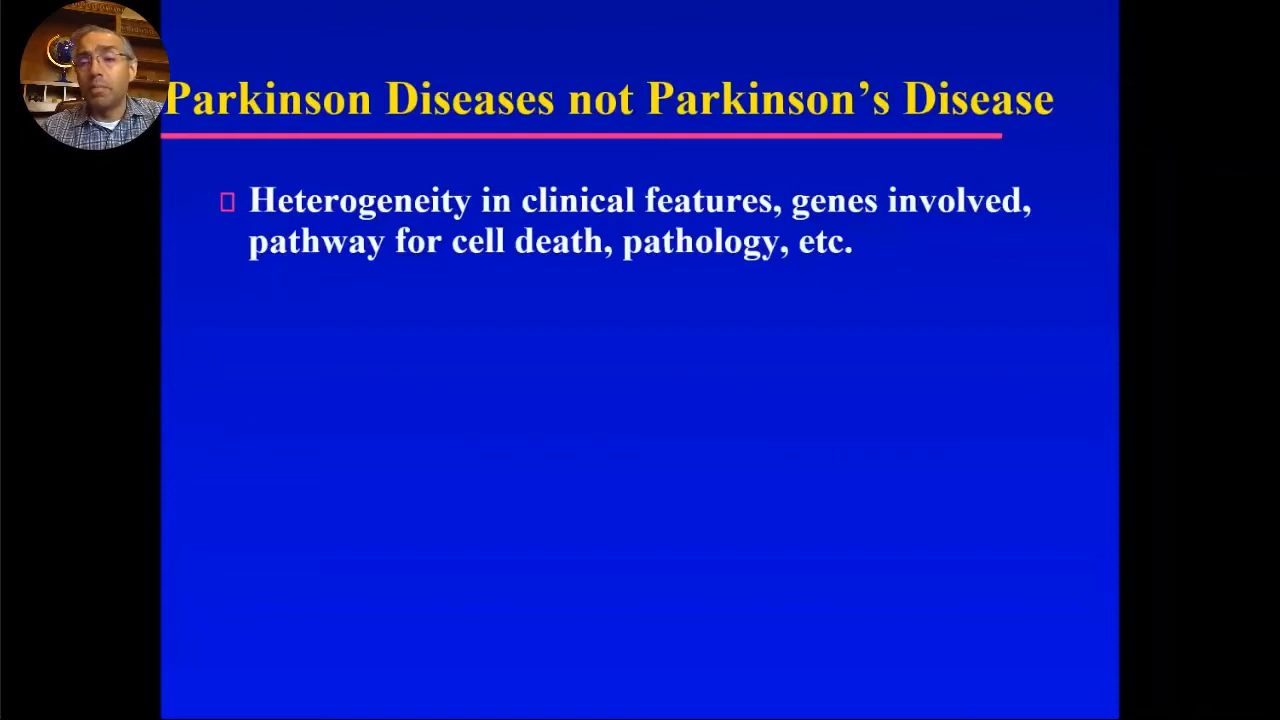 Parkinson Diseases not Parkinson’s Disease
Heterogeneity in clinical features, genes involved,
pathway for cell death, pathology, etc.